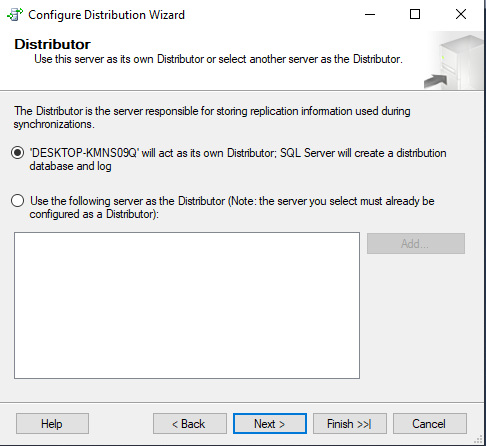 Configure Distribution Wizard
Distributor
Use this server as its own Distributor or select another server as the Distributor.
The Distributor is the server responsible for storing replication information used during
synchronizations.
'DESKTOP-KMNS09Q' will act as its own Distributor; SQL Server will create a distribution
database and log
Use the following server as the Distributor (Note: the server you select must already be
configured as a Distributor):
Add...
Help
< Back
Next >
Finish >>|
Cancel